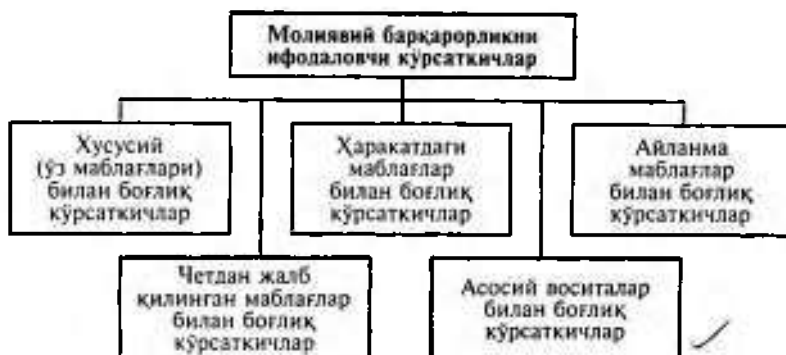 Молиявий барқарорликни
ифодаловчи кўрсаткичлар
Хусусий
(ўз маблағлари)
билан боғлиқ
кўрсаткичлар
Ҳаракатдаги
маблағлар
билан боғлиқ
кўрсаткичлар
Айланма
маблағлар
билан боғлиқ
кўрсаткичлар
Четдан жалб
қилинган маблағлар
билан боғлиқ
кўрсаткичлар
Асосий воситалар
билан боғлиқ
кўрсаткичлар